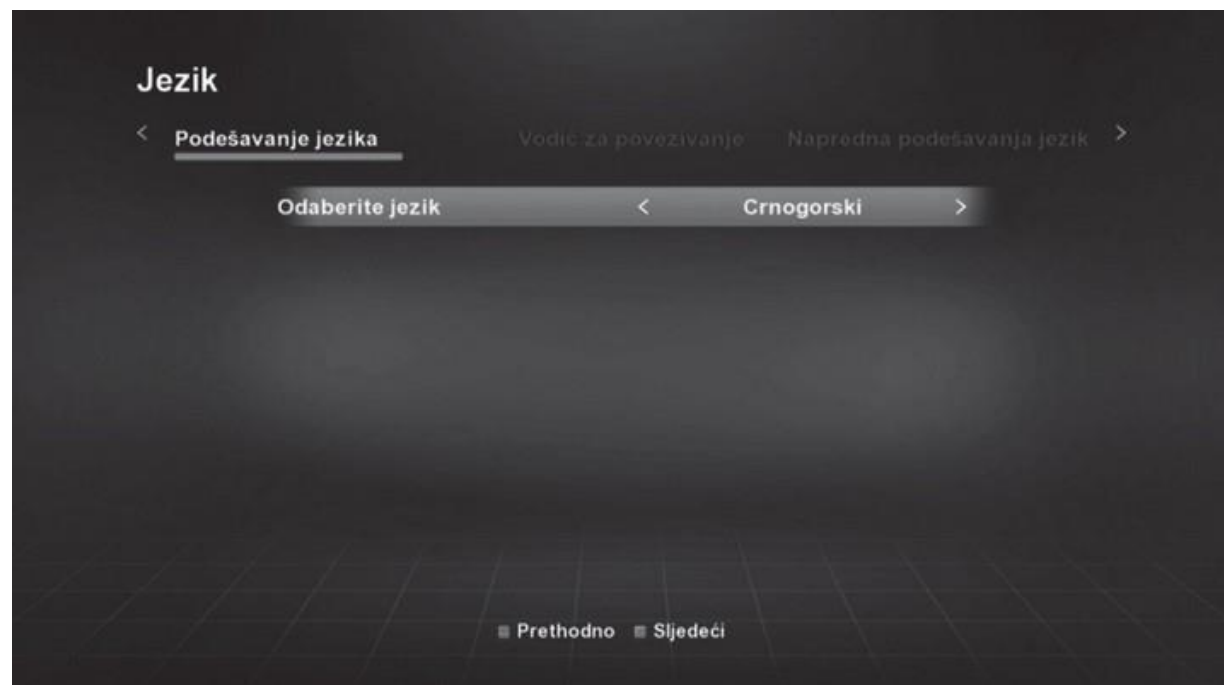 Jezik
< Podešavanje jezika Vodič za povezivanje Napredna podešavanja jezik >
Odaberite jezik < Crnogorski >
Prethodno Sljedeći